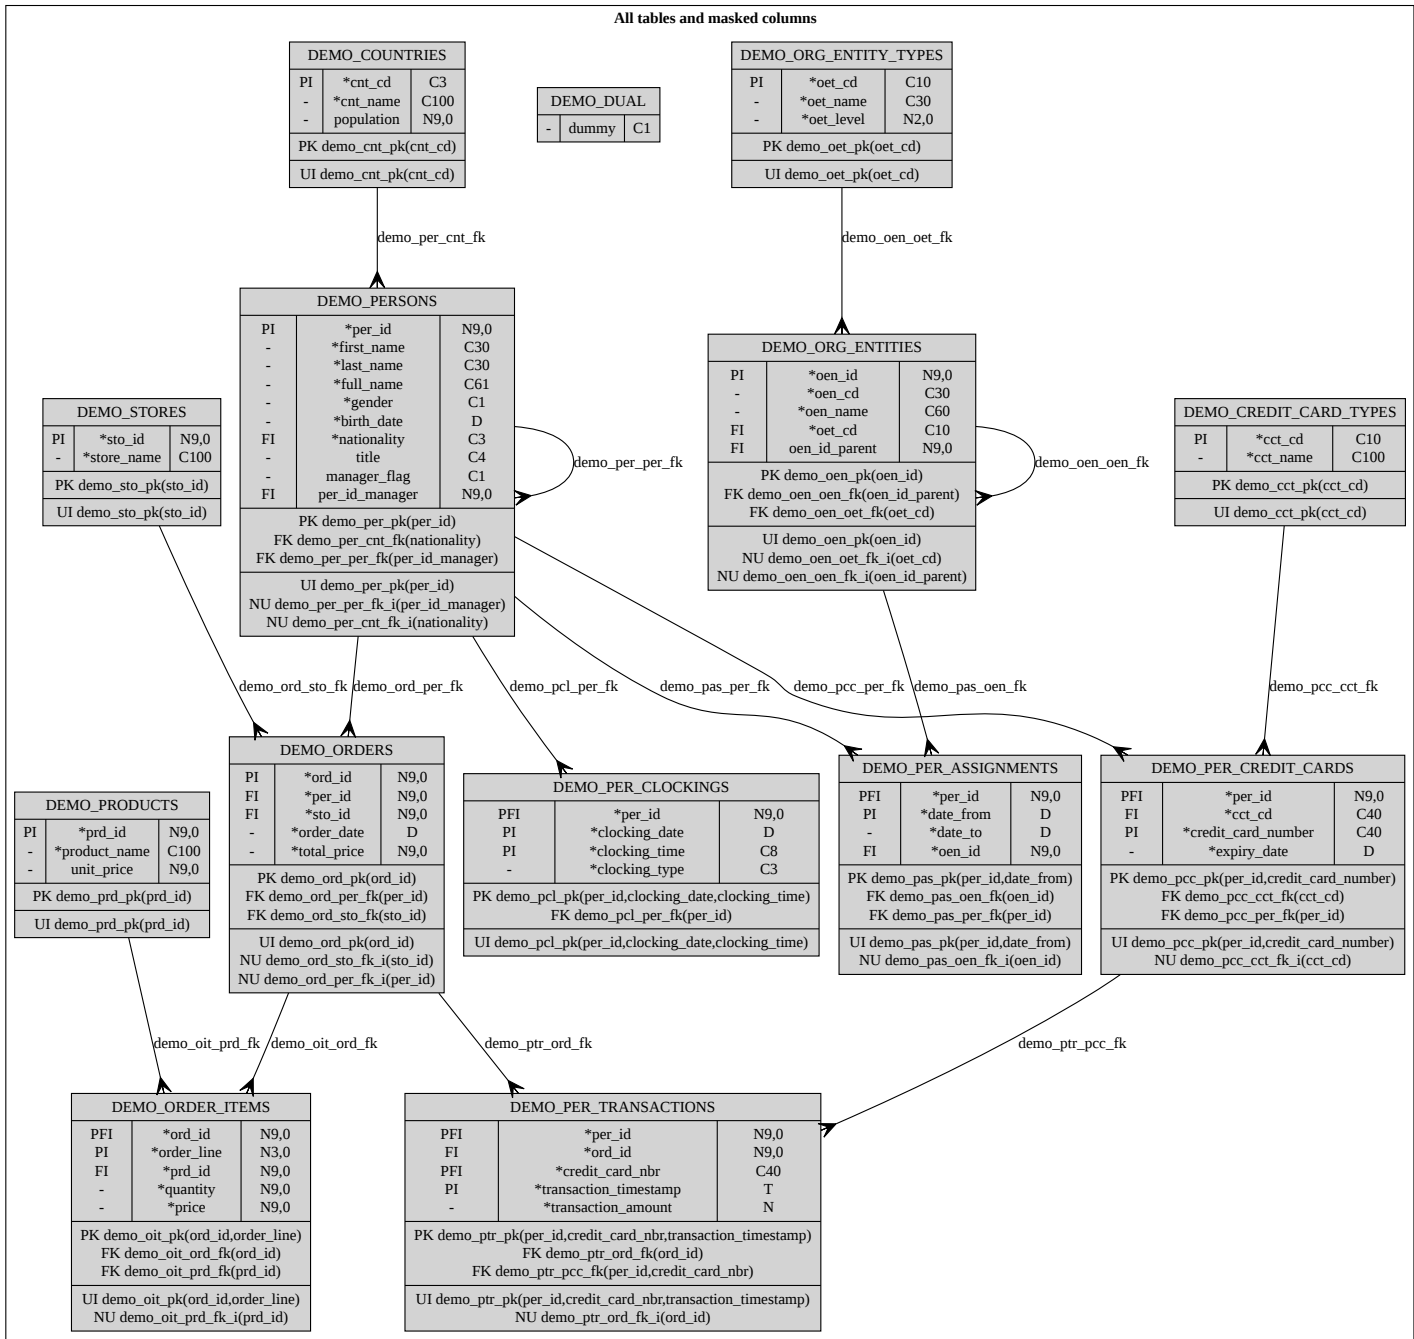 All tables and masked columns
DEMO_COUNTRIES
PI *cnt_cd C3
- *cnt_name C100
- population N9,0
PK demo_cnt_pk(cnt_cd)
UI demo_cnt_pk(cnt_cd)
DEMO_DUAL
- dummy C1
DEMO_ORG_ENTITY_TYPES
PI *oet_cd C10
- *oet_name C30
- *oet_level N2,0
PK demo_oet_pk(oet_cd)
UI demo_oet_pk(oet_cd)
demo_per_cnt_fk
demo_oen_oet_fk
DEMO_PERSONS
PI *per_id N9,0
- *first_name C30
- *last_name C30
- *full_name C61
- *gender C1
- *birth_date D
FI *nationality C3
- title C4
- manager_flag C1
FI per_id_manager N9,0
PK demo_per_pk(per_id)
FK demo_per_cnt_fk(nationality)
FK demo_per_per_fk(per_id_manager)
UI demo_per_pk(per_id)
NU demo_per_per_fk_i(per_id_manager)
NU demo_per_cnt_fk_i(nationality)
demo_per_per_fk
DEMO_ORG_ENTITIES
PI *oen_id N9,0
- *oen_cd C30
- *oen_name C60
FI *oet_cd C10
FI oen_id_parent N9,0
PK demo_oen_pk(oen_id)
FK demo_oen_oen_fk(oen_id_parent)
FK demo_oen_oet_fk(oet_cd)
UI demo_oen_pk(oen_id)
NU demo_oen_oet_fk_i(oet_cd)
NU demo_oen_oen_fk_i(oen_id_parent)
demo_oen_oen_fk
DEMO_STORES
PI *sto_id N9,0
- *store_name C100
PK demo_sto_pk(sto_id)
UI demo_sto_pk(sto_id)
DEMO_CREDIT_CARD_TYPES
PI *cct_cd C10
- *cct_name C100
PK demo_cct_pk(cct_cd)
UI demo_cct_pk(cct_cd)
demo_ord_sto_fk
demo_ord_per_fk
demo_pcl_per_fk
demo_pas_per_fk
demo_pcc_per_fk
demo_pas_oen_fk
demo_pcc_cct_fk
DEMO_PRODUCTS
PI *prd_id N9,0
- *product_name C100
- unit_price N9,0
PK demo_prd_pk(prd_id)
UI demo_prd_pk(prd_id)
DEMO_ORDERS
PI *ord_id N9,0
FI *per_id N9,0
FI *sto_id N9,0
- *order_date D
- *total_price N9,0
PK demo_ord_pk(ord_id)
FK demo_ord_per_fk(per_id)
FK demo_ord_sto_fk(sto_id)
UI demo_ord_pk(ord_id)
NU demo_ord_sto_fk_i(sto_id)
NU demo_ord_per_fk_i(per_id)
DEMO_PER_CLOCKINGS
PFI *per_id N9,0
PI *clocking_date D
PI *clocking_time C8
- *clocking_type C3
PK demo_pcl_pk(per_id,clocking_date,clocking_time)
FK demo_pcl_per_fk(per_id)
UI demo_pcl_pk(per_id,clocking_date,clocking_time)
DEMO_PER_ASSIGNMENTS
PFI *per_id N9,0
PI *date_from D
- *date_to D
FI *oen_id N9,0
PK demo_pas_pk(per_id,date_from)
FK demo_pas_oen_fk(oen_id)
FK demo_pas_per_fk(per_id)
UI demo_pas_pk(per_id,date_from)
NU demo_pas_oen_fk_i(oen_id)
DEMO_PER_CREDIT_CARDS
PFI *per_id N9,0
FI *cct_cd C40
PI *credit_card_number C40
- *expiry_date D
PK demo_pcc_pk(per_id,credit_card_number)
FK demo_pcc_cct_fk(cct_cd)
FK demo_pcc_per_fk(per_id)
UI demo_pcc_pk(per_id,credit_card_number)
NU demo_pcc_cct_fk_i(cct_cd)
demo_oit_prd_fk
demo_oit_ord_fk
demo_ptr_ord_fk
demo_ptr_pcc_fk
DEMO_ORDER_ITEMS
PFI *ord_id N9,0
PI *order_line N3,0
FI *prd_id N9,0
- *quantity N9,0
- *price N9,0
PK demo_oit_pk(ord_id,order_line)
FK demo_oit_ord_fk(ord_id)
FK demo_oit_prd_fk(prd_id)
UI demo_oit_pk(ord_id,order_line)
NU demo_oit_prd_fk_i(prd_id)
DEMO_PER_TRANSACTIONS
PFI *per_id N9,0
FI *ord_id N9,0
PFI *credit_card_nbr C40
PI *transaction_timestamp T
- *transaction_amount N
PK demo_ptr_pk(per_id,credit_card_nbr,transaction_timestamp)
FK demo_ptr_ord_fk(ord_id)
FK demo_ptr_pcc_fk(per_id,credit_card_nbr)
UI demo_ptr_pk(per_id,credit_card_nbr,transaction_timestamp)
NU demo_ptr_ord_fk_i(ord_id)